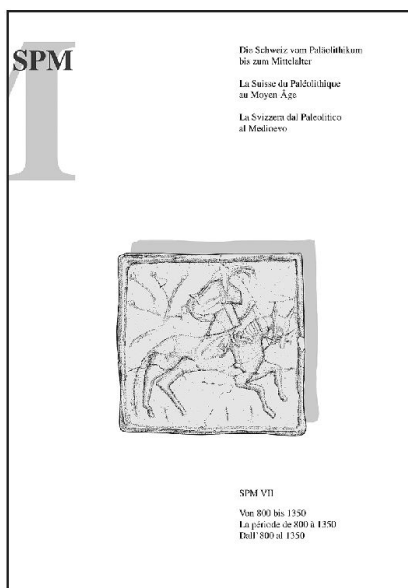 SPM
Die Schweiz vom Paläolithikum
bis zum Mittelalter
La Suisse du Paléolithique
au Moyen Âge
La Svizzera dal Paleolitico
al Medioevo
SPM VII
Von 800 bis 1350
La période de 800 à 1350
Dall'800 al 1350